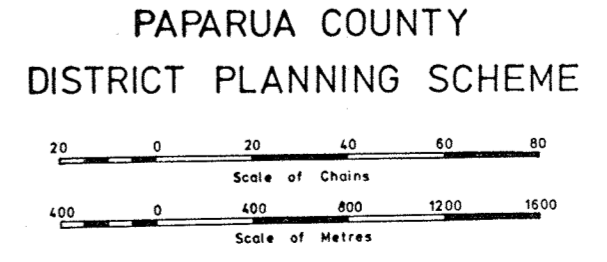 PAPARUA COUNTY
DISTRICT PLANNING SCHEME
20 0 20 40 60 80
Scale of Chains
400 0 400 800 1200 1600
Scale of Metres